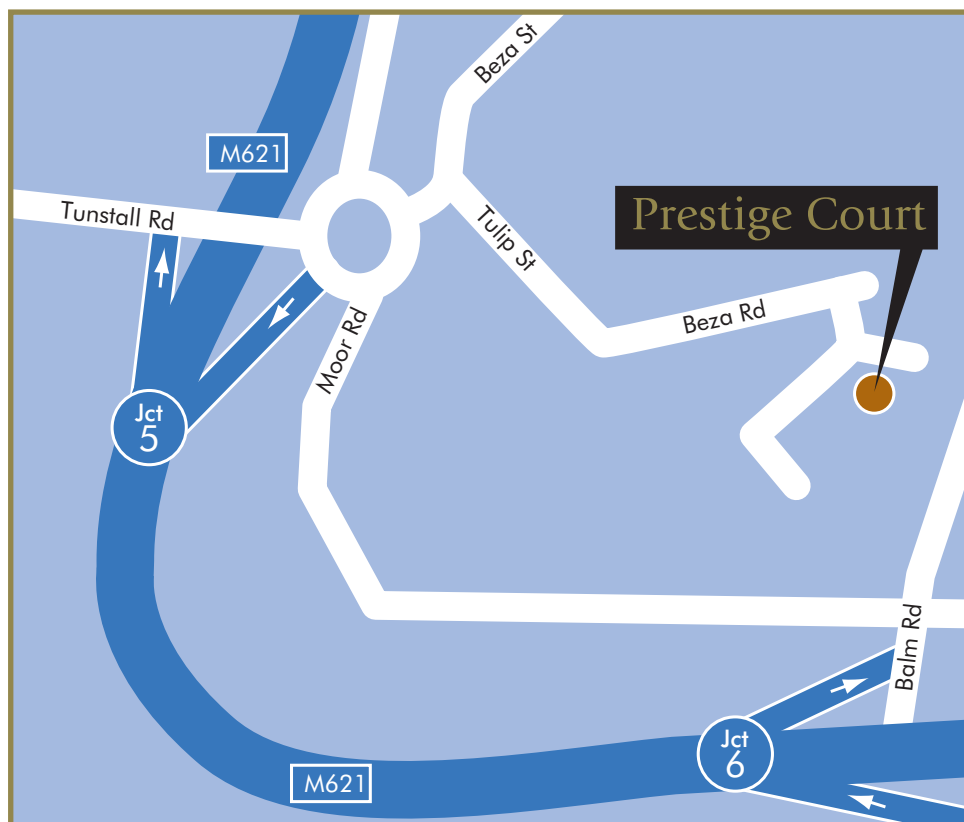 Beza St
M621
Prestige Court
Tunstall Rd
Tulip St
Beza Rd
Moor Rd
Jct
5
Balm Rd
Jct
6
M621